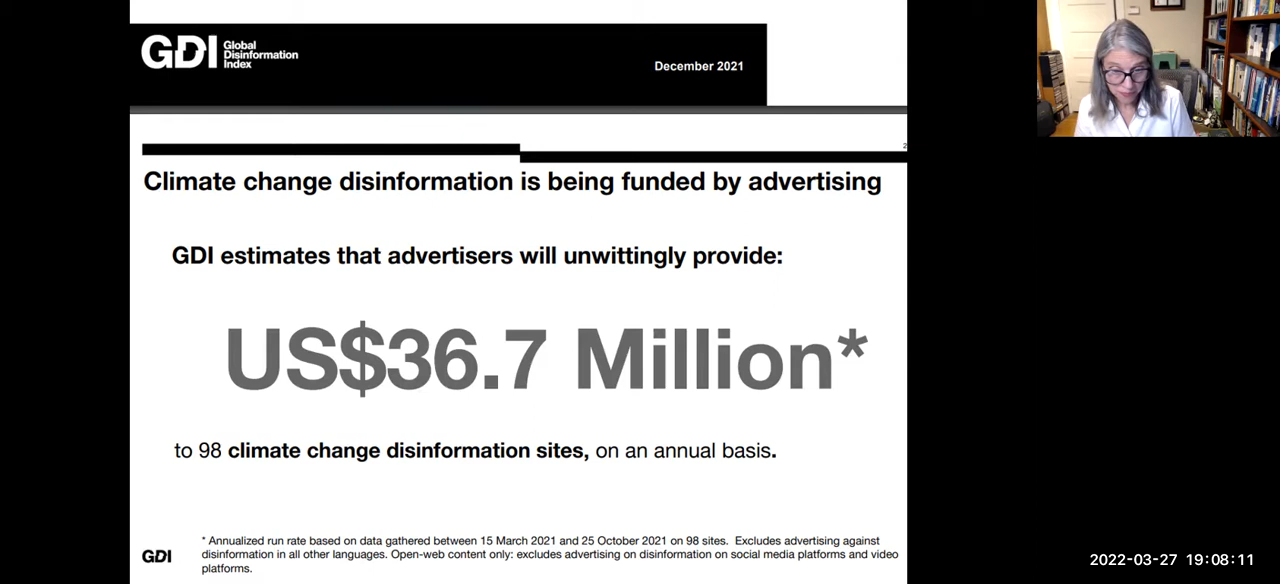 GDI Global
Disinformation
Index
December 2021
2
Climate change disinformation is being funded by advertising
GDI estimates that advertisers will unwittingly provide:
US$36.7 Million*
to 98 climate change disinformation sites, on an annual basis.
* Annualized run rate based on data gathered between 15 March 2021 and 25 October 2021 on 98 sites. Excludes advertising against
disinformation in all other languages. Open-web content only: excludes advertising on disinformation on social media platforms and video
platforms.
GDI
2022-03-27 19:08:11